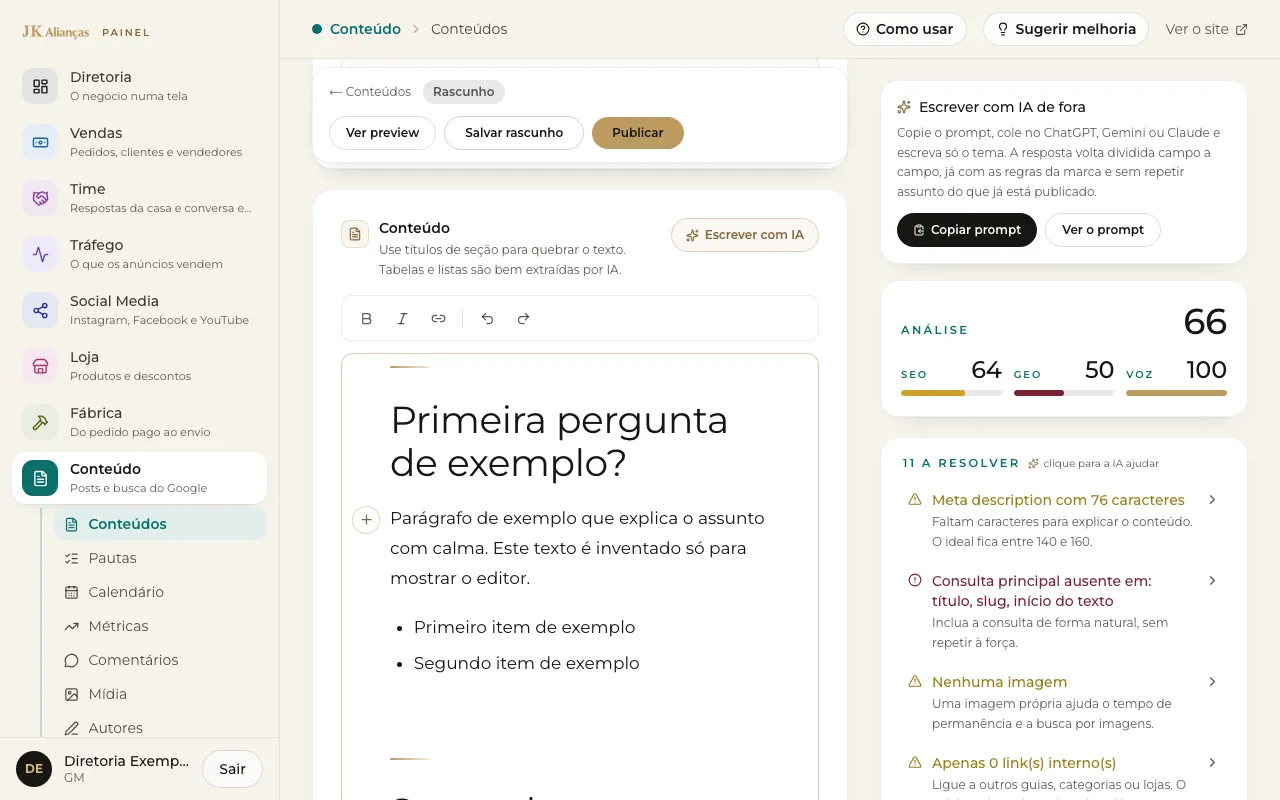 JK Alianças PAINEL
Diretoria
O negócio numa tela
Vendas
Pedidos, clientes e vendedores
Time
Respostas da casa e conversa e...
Tráfego
O que os anúncios vendem
Social Media
Instagram, Facebook e YouTube
Loja
Produtos e descontos
Fábrica
Do pedido pago ao envio
Conteúdo
Posts e busca do Google
Conteúdos
Pautas
Calendário
Métricas
Comentários
Mídia
Autores
DE
Diretoria Exemp...
GM
Sair
Conteúdo > Conteúdos
Como usar
Sugerir melhoria
Ver o site
← Conteúdos
Rascunho
Ver preview
Salvar rascunho
Publicar
Conteúdo
Use títulos de seção para quebrar o texto.
Tabelas e listas são bem extraídas por IA.
Escrever com IA
B I
Primeira pergunta
de exemplo?
Parágrafo de exemplo que explica o assunto
com calma. Este texto é inventado só para
mostrar o editor.
• Primeiro item de exemplo
• Segundo item de exemplo
Escrever com IA de fora
Copie o prompt, cole no ChatGPT, Gemini ou Claude e
escreva só o tema. A resposta volta dividida campo a
campo, já com as regras da marca e sem repetir
assunto do que já está publicado.
Copiar prompt
Ver o prompt
ANÁLISE 66
SEO 64 GEO 50 VOZ 100
11 A RESOLVER clique para a IA ajudar
Meta description com 76 caracteres
Faltam caracteres para explicar o conteúdo.
O ideal fica entre 140 e 160.
Consulta principal ausente em:
título, slug, início do texto
Inclua a consulta de forma natural, sem
repetir à força.
Nenhuma imagem
Uma imagem própria ajuda o tempo de
permanência e a busca por imagens.
Apenas 0 link(s) interno(s)
Ligue a outros guias, categorias ou lojas. O